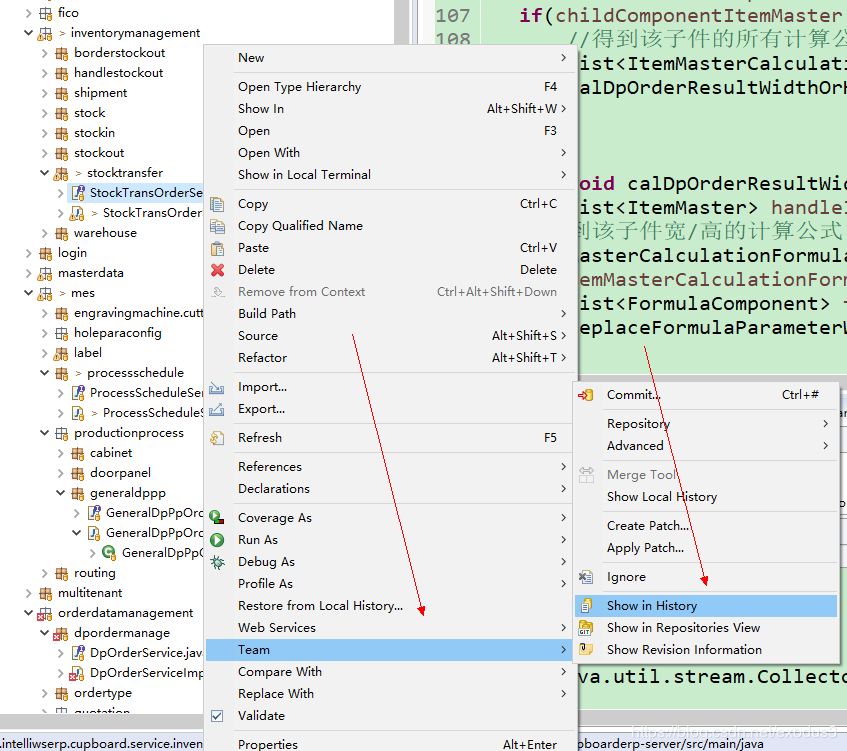 fico
> inventorymanagement
borderstockout
handlestockout
shipment
stock
stockin
stockout
> stocktransfer
StockTransOrderSe
> StockTransOrder
warehouse
login
masterdata
> mes
engravingmachine.cutt
holeparaconfig
label
> processschedule
> ProcessScheduleSer
> ProcessScheduleS
productionprocess
cabinet
doorpanel
generaldppp
GeneralDpPpOrd
GeneralDpPpOrd
GeneralDpPpO
routing
multitenant
orderdatamanagement
dpordermanage
DpOrderService.java
DpOrderServiceImp
ordertype
quotation
.intelliwserp.cupboard.service.inven
New
Open Type Hierarchy F4
Show In Alt+Shift+W
Open F3
Open With
Show in Local Terminal
Copy Ctrl+C
Copy Qualified Name
Paste Ctrl+V
Delete Delete
Remove from Context Ctrl+Alt+Shift+Down
Build Path
Source Alt+Shift+S
Refactor Alt+Shift+T
Import...
Export...
Refresh F5
References
Declarations
Coverage As
Run As
Debug As
Profile As
Restore from Local History...
Web Services
Team
Compare With
Replace With
Validate
Properties Alt+Enter
107 if(childComponentItemMaster
108 //得到该子件的所有计算公
ist<ItemMasterCalculati
alDpOrderResultWidthOrH
oid calDpOrderResultWid
ist<ItemMaster> handleI
到该子件宽/高的计算公式
asterCalculationFormula
emMasterCalculationForm
ist<FormulaComponent>
eplaceFormulaParameterW
Commit... Ctrl+#
Repository
Advanced
Merge Tool
Show Local History
Create Patch...
Apply Patch...
Ignore
Show in History
Show in Repositories View
Show Revision Information
va.util.stream.Collecto
pboarderp-server/src/main/java
https://blog.csdn.net/exodus3